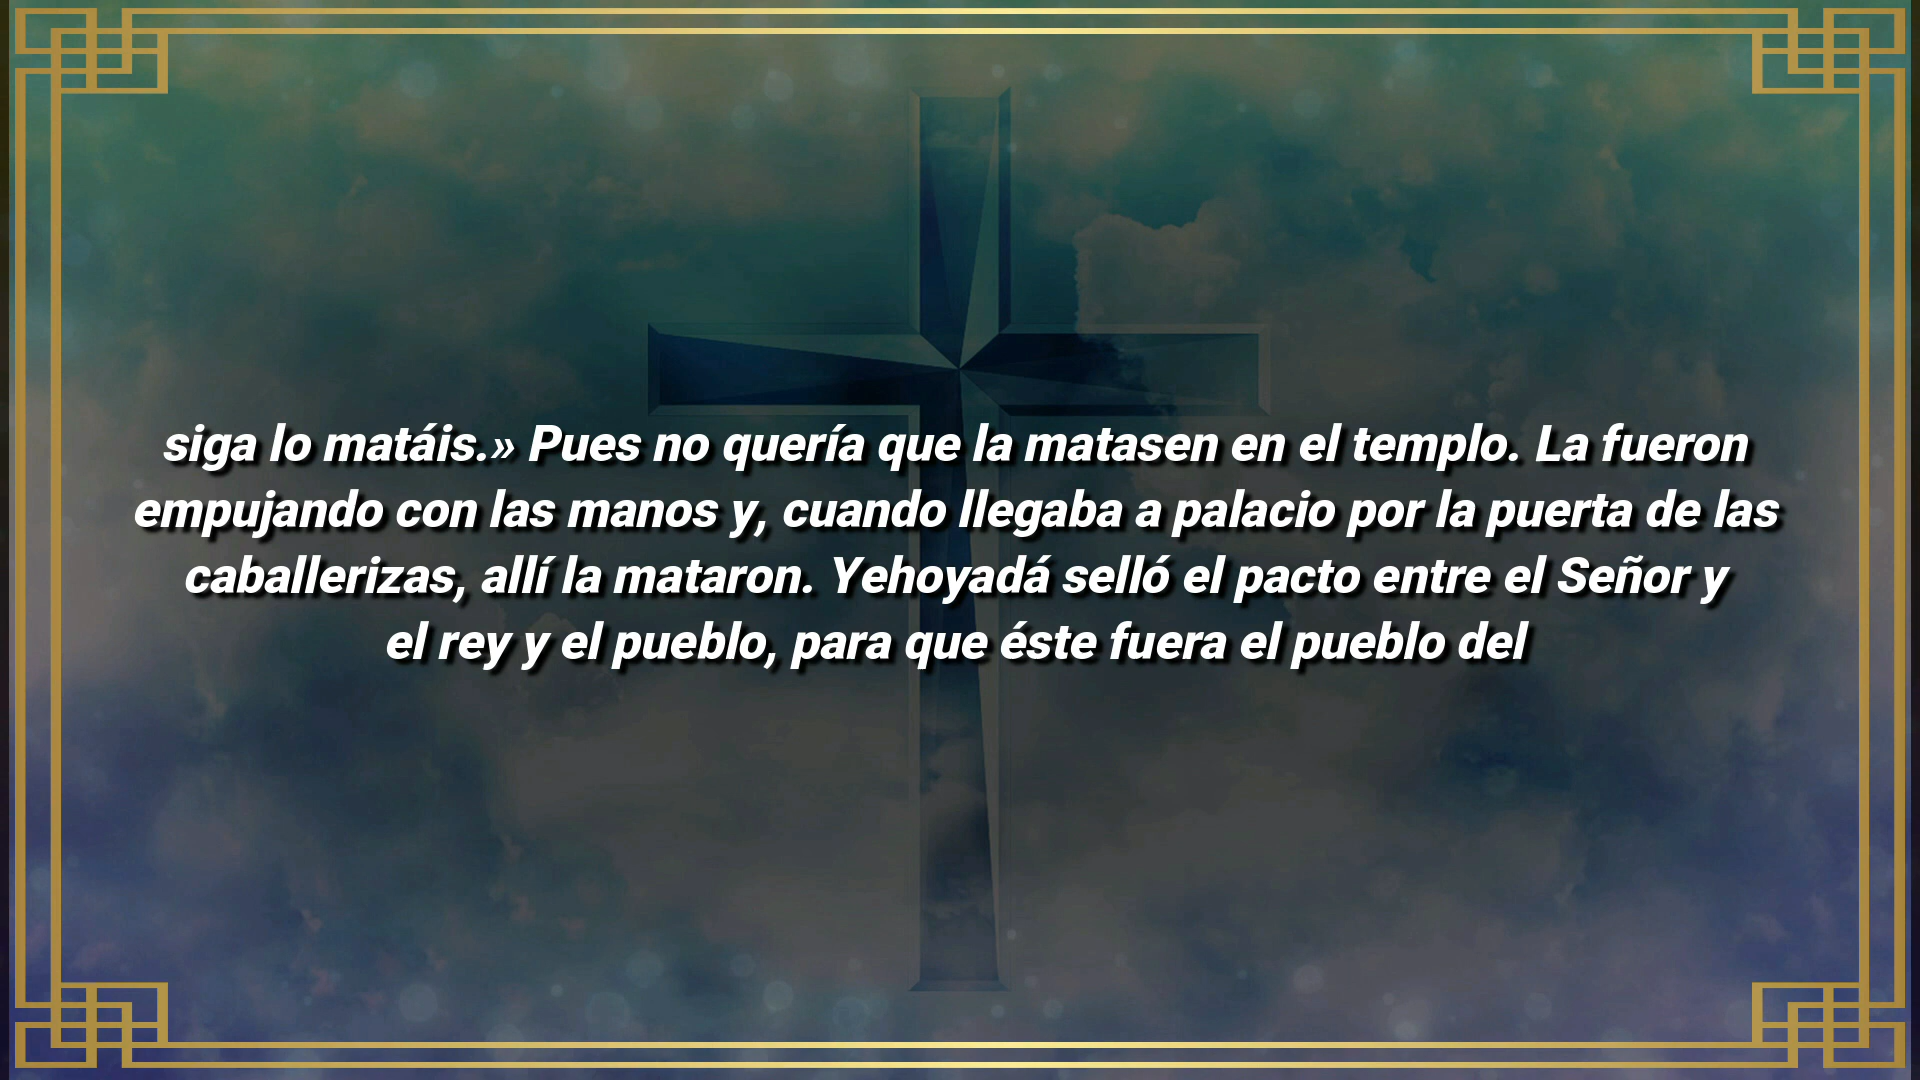 siga lo matáis.» Pues no quería que la matasen en el templo. La fueron
empujando con las manos y, cuando llegaba a palacio por la puerta de las
caballerizas, allí la mataron. Yehoyadá selló el pacto entre el Señor y
el rey y el pueblo, para que éste fuera el pueblo del